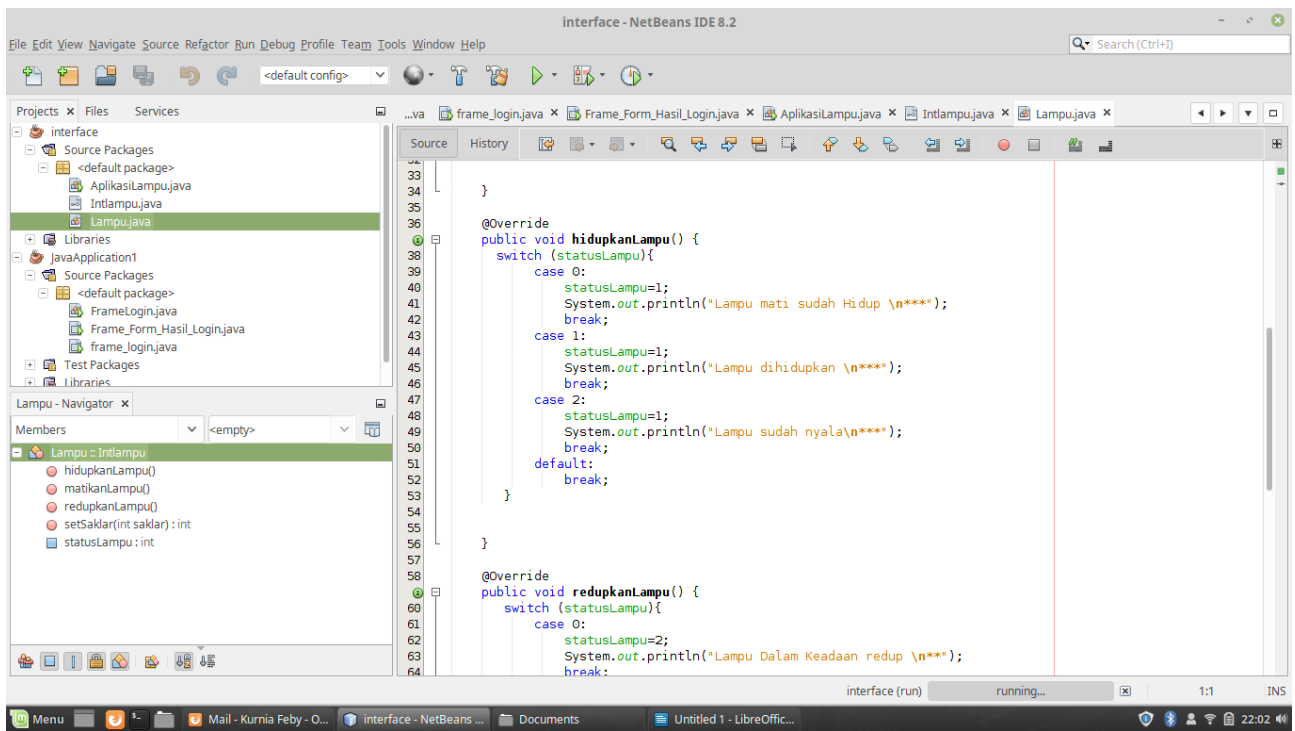 interface - NetBeans IDE 8.2
File Edit View Navigate Source Refactor Run Debug Profile Team Tools Window Help
Search (Ctrl+I)
<default config>
Projects Files Services
interface
Source Packages
<default package>
AplikasiLampu.java
Intlampu.java
Lampu.java
Libraries
JavaApplication1
Source Packages
<default package>
FrameLogin.java
Frame_Form_Hasil_Login.java
frame_login.java
Test Packages
Libraries
Lampu - Navigator
Members <empty>
Lampu :: Intlampu
hidupkanLampu()
matikanLampu()
redupkanLampu()
setSaklar(int saklar) : int
statusLampu : int
...va frame_login.java Frame_Form_Hasil_Login.java AplikasiLampu.java Intlampu.java Lampu.java
Source History
32
33
34 }
35
36 @Override
public void hidupkanLampu() {
38 switch (statusLampu){
39 case 0:
40 statusLampu=1;
41 System.out.println("Lampu mati sudah Hidup \n***");
42 break;
43 case 1:
44 statusLampu=1;
45 System.out.println("Lampu dihidupkan \n***");
46 break;
47 case 2:
48 statusLampu=1;
49 System.out.println("Lampu sudah nyala\n***");
50 break;
51 default:
52 break;
53 }
54
55
56 }
57
58 @Override
public void redupkanLampu() {
60 switch (statusLampu){
61 case 0:
62 statusLampu=2;
63 System.out.println("Lampu Dalam Keadaan redup \n**");
64 break;
interface (run) running... 1:1 INS
Menu Mail - Kurnia Feby - O... interface - NetBeans ... Documents Untitled 1 - LibreOffic... 22:02